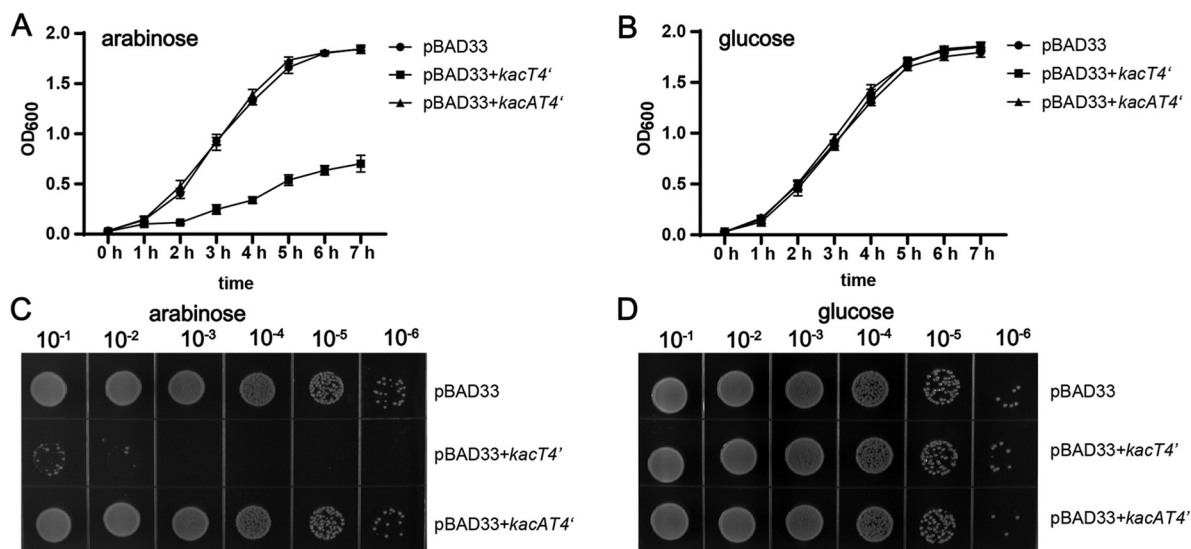 A
arabinose
OD600
2.0
1.5
1.0
0.5
0.0
0 h 1 h 2 h 3 h 4 h 5 h 6 h 7 h
time
pBAD33
pBAD33+kacT4‘
pBAD33+kacAT4‘
B
glucose
OD600
2.0
1.5
1.0
0.5
0.0
0 h 1 h 2 h 3 h 4 h 5 h 6 h 7 h
time
pBAD33
pBAD33+kacT4‘
pBAD33+kacAT4‘
C
arabinose
10-1 10-2 10-3 10-4 10-5 10-6
pBAD33
pBAD33+kacT4’
pBAD33+kacAT4‘
D
glucose
10-1 10-2 10-3 10-4 10-5 10-6
pBAD33
pBAD33+kacT4’
pBAD33+kacAT4’